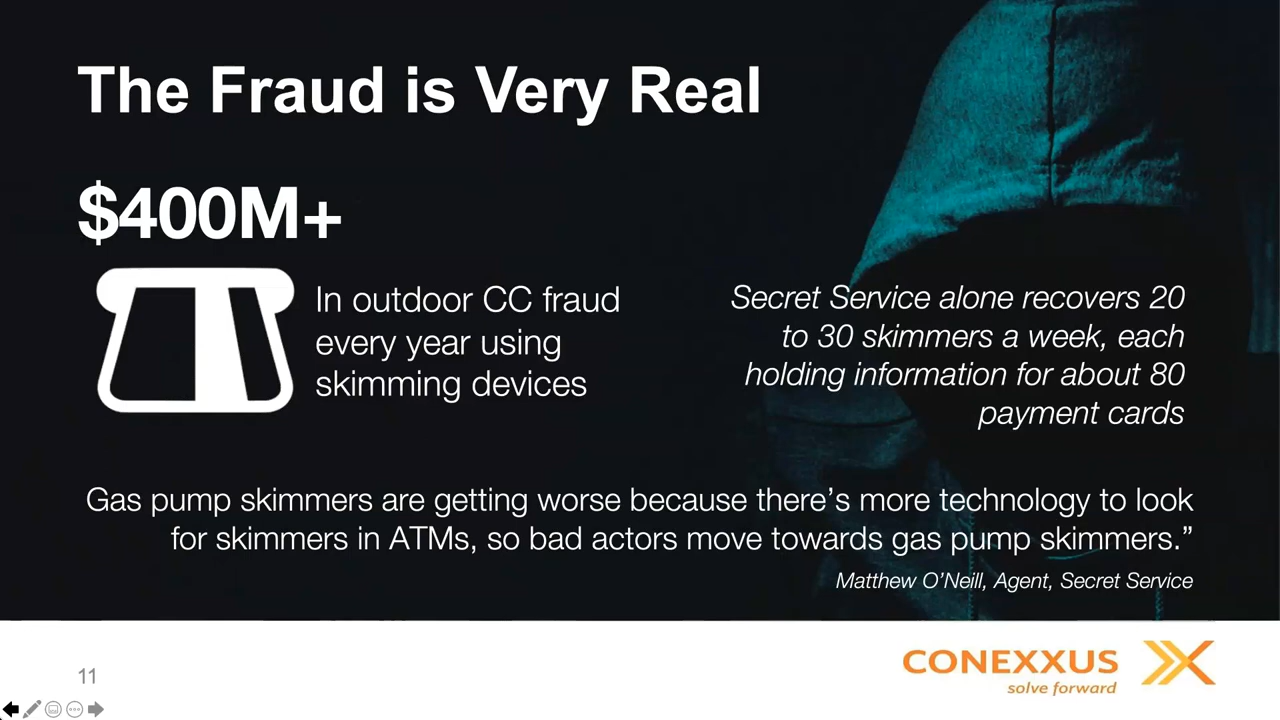 The Fraud is Very Real
$400M+
In outdoor CC fraud
every year using
skimming devices
Secret Service alone recovers 20
to 30 skimmers a week, each
holding information for about 80
payment cards
Gas pump skimmers are getting worse because there’s more technology to look
for skimmers in ATMs, so bad actors move towards gas pump skimmers.”
Matthew O’Neill, Agent, Secret Service
11
CONEXXUS
solve forward